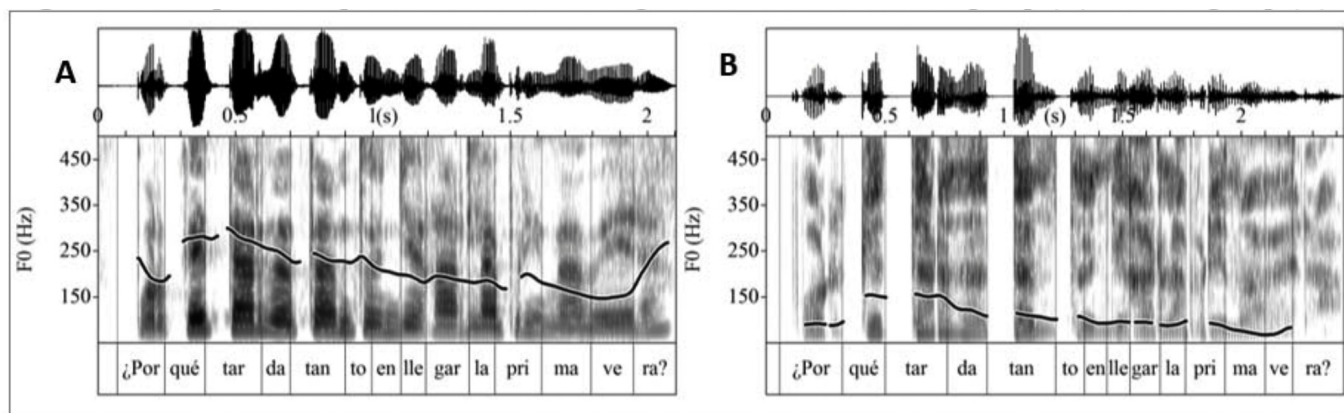 A
B
0 0.5 1(s) 1.5 2
0 0.5 1 (s) 1.5 2
F0 (Hz)
450
350
250
150
¿Por qué tar da tan to en lle gar la pri ma ve ra?
F0 (Hz)
450
350
250
150
¿Por qué tar da tan to en lle gar la pri ma ve ra?